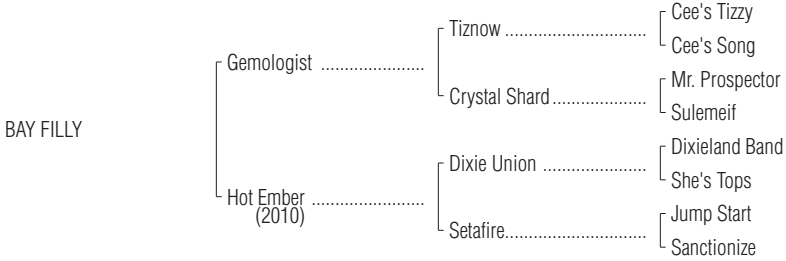 Cee's Tizzy
Tiznow ..............................
Cee's Song
Gemologist ......................
Mr. Prospector
Crystal Shard....................
Sulemeif
BAY FILLY
Dixieland Band
Dixie Union ......................
She's Tops
Hot Ember ........................
(2010)
Jump Start
Setafire..............................
Sanctionize